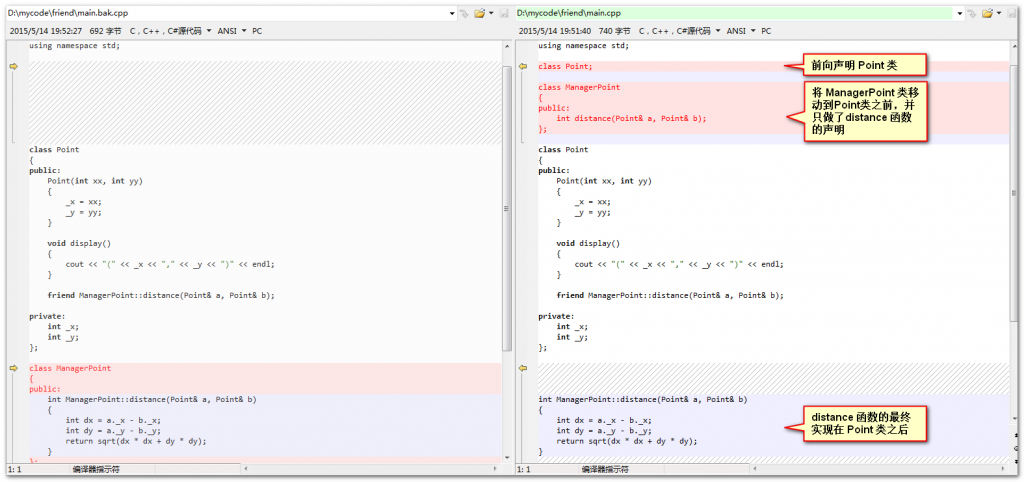 D:\mycode\friend\main.bak.cpp
2015/5/14 19:52:27 692 字节 C，C++，C#源代码 ANSI PC
using namespace std;
class Point
{
public:
Point(int xx, int yy)
{
_x = xx;
_y = yy;
}
void display()
{
cout << "(" << _x << "," << _y << ")" << endl;
}
friend ManagerPoint::distance(Point& a, Point& b);
private:
int _x;
int _y;
};
class ManagerPoint
{
public:
int ManagerPoint::distance(Point& a, Point& b)
{
int dx = a._x - b._x;
int dy = a._y - b._y;
return sqrt(dx * dx + dy * dy);
}
};
1: 1 编译器指示符
D:\mycode\friend\main.cpp
2015/5/14 19:51:40 740 字节 C，C++，C#源代码 ANSI PC
using namespace std;
class Point;
class ManagerPoint
{
public:
int distance(Point& a, Point& b);
};
class Point
{
public:
Point(int xx, int yy)
{
_x = xx;
_y = yy;
}
void display()
{
cout << "(" << _x << "," << _y << ")" << endl;
}
friend ManagerPoint::distance(Point& a, Point& b);
private:
int _x;
int _y;
};
int ManagerPoint::distance(Point& a, Point& b)
{
int dx = a._x - b._x;
int dy = a._y - b._y;
return sqrt(dx * dx + dy * dy);
}
1: 1 编译器指示符
前向声明 Point 类
将 ManagerPoint 类移
动到Point类之前，并
只做了distance 函数
的声明
distance 函数的最终
实现在 Point 类之后